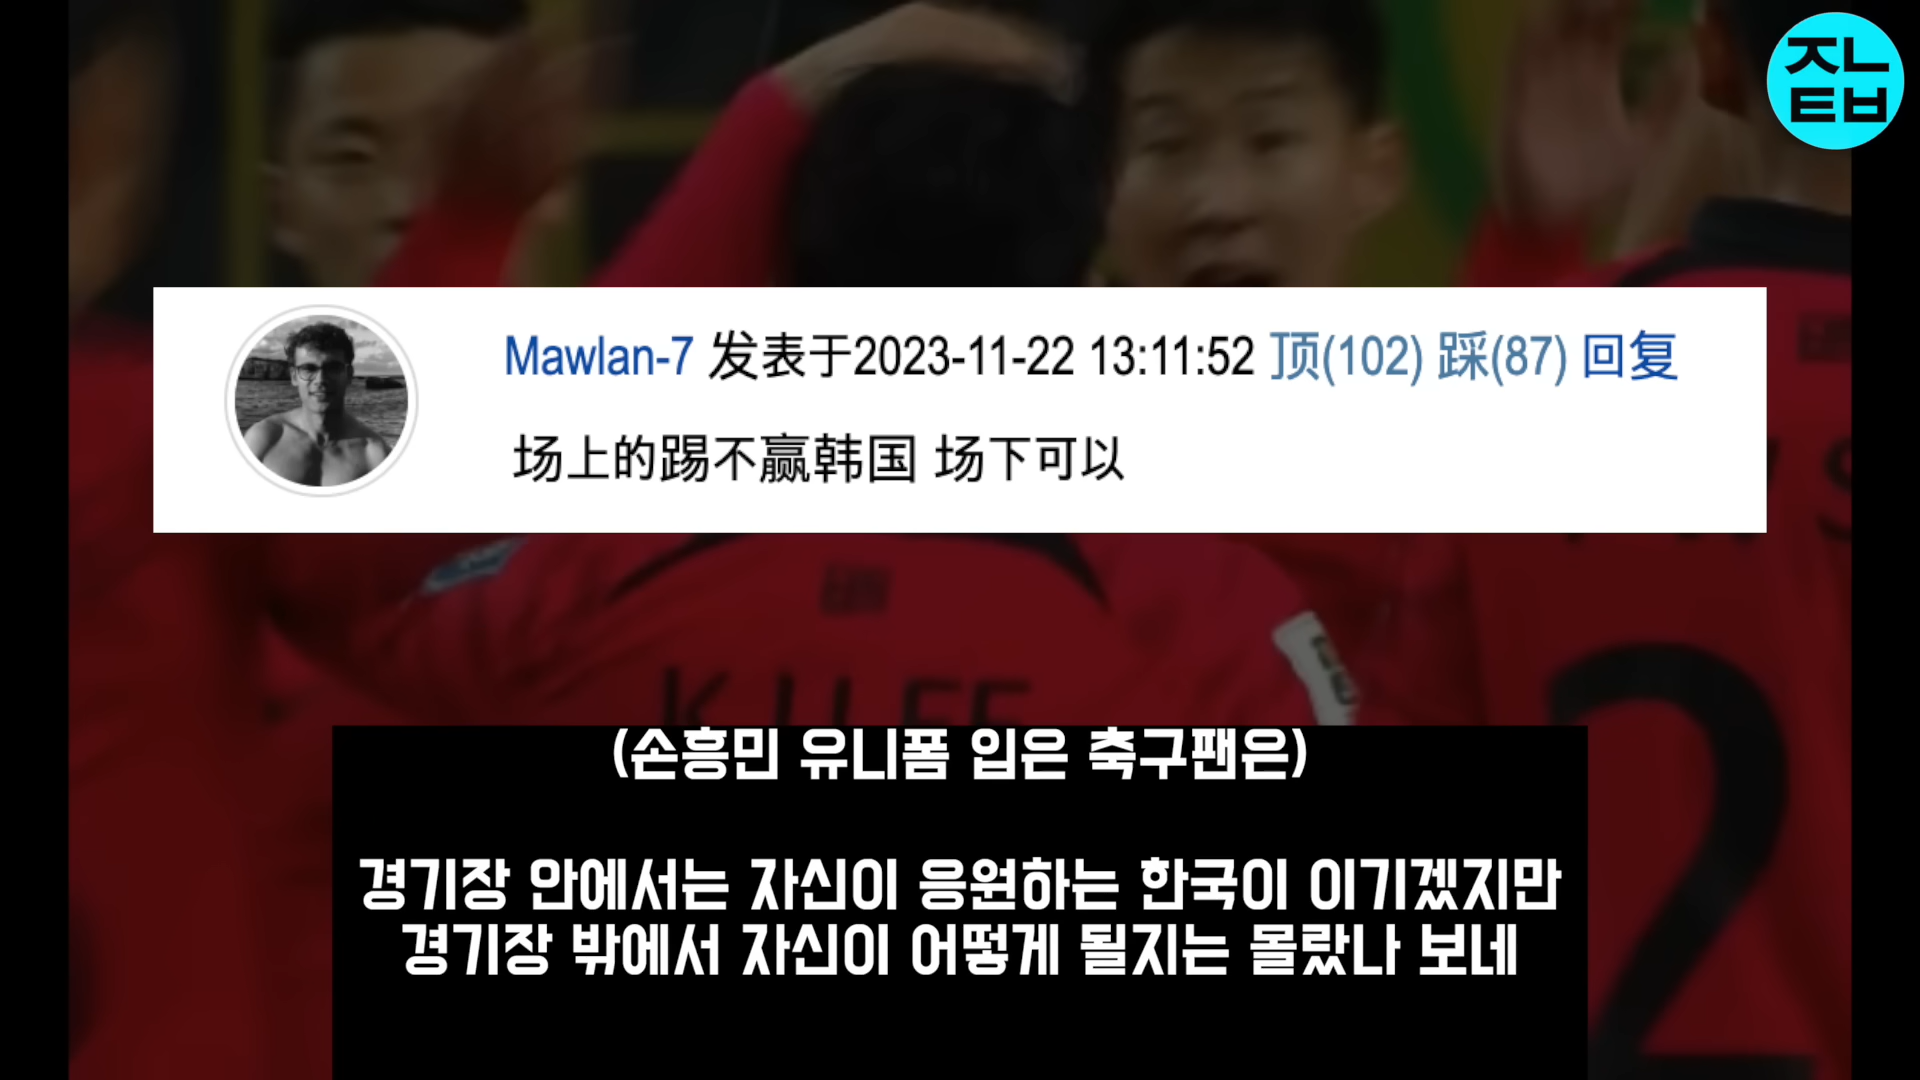 잼
튭
Mawlan-7 发表于2023-11-22 13:11:52 顶(102) 踩(87) 回复
场上的踢不赢韩国 场下可以
K I LEE
(손흥민 유니폼 입은 축구팬은)
경기장 안에서는 자신이 응원하는 한국이 이기겠지만
경기장 밖에서 자신이 어떻게 될지는 몰랐나 보네
2